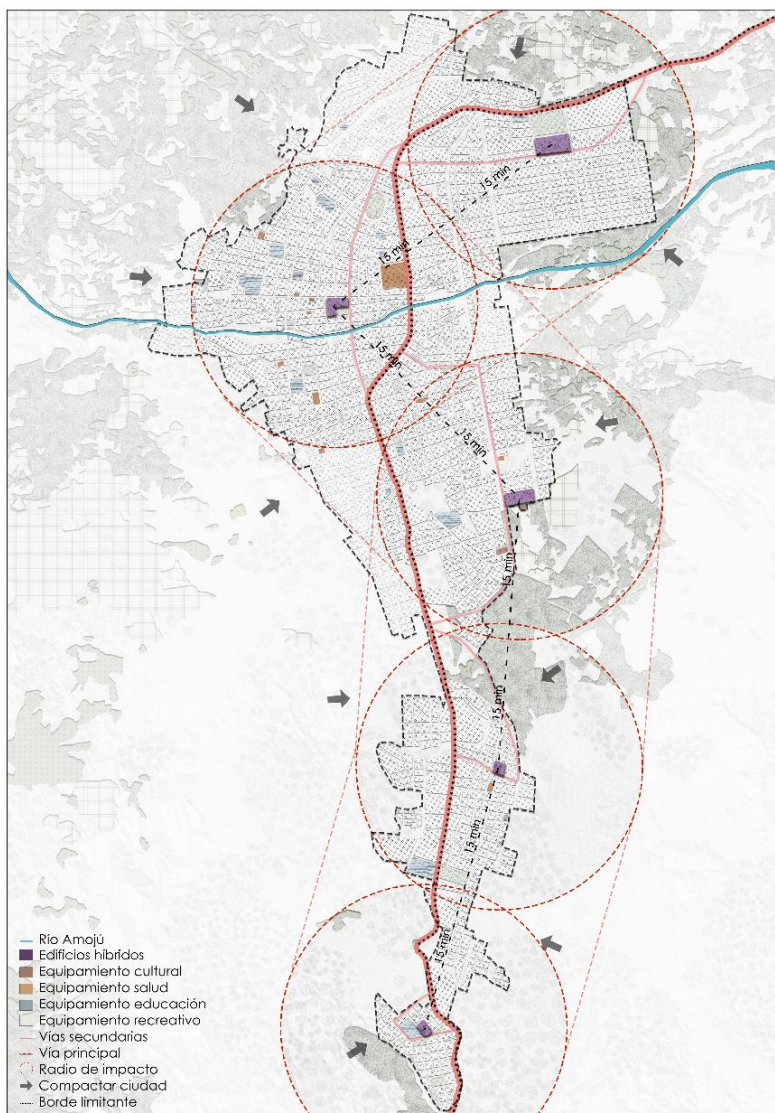 15 min
15 min
15 min
15 min
15 min
15 min
15 min
15 min
Río Amojú
Edificios híbridos
Equipamiento cultural
Equipamiento salud
Equipamiento educación
Equipamiento recreativo
Vías secundarias
Vía principal
Radio de impacto
Compactar ciudad
Borde limitante